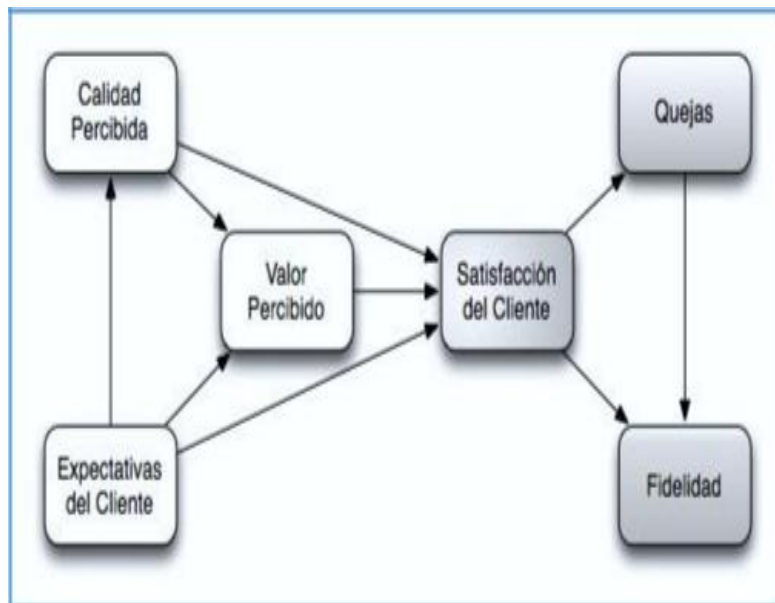 Calidad
Percibida
Quejas
Valor
Percibido
Satisfacción
del Cliente
Expectativas
del Cliente
Fidelidad